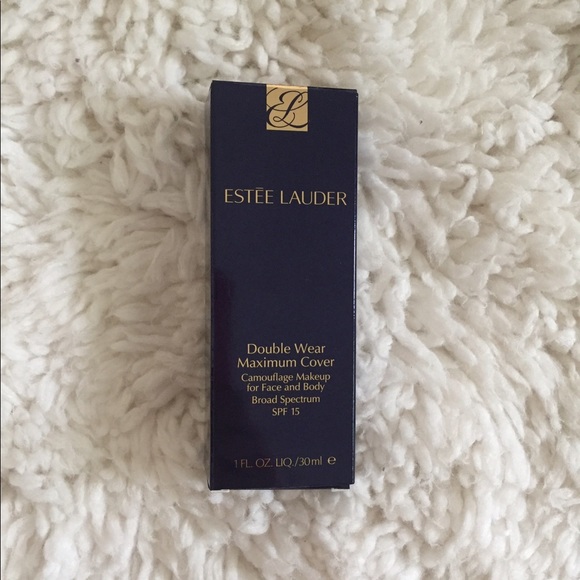 EL
ESTĒE LAUDER
Double Wear
Maximum Cover
Camouflage Makeup
for Face and Body
Broad Spectrum
SPF 15
1 FL. OZ. LIQ./30ml e